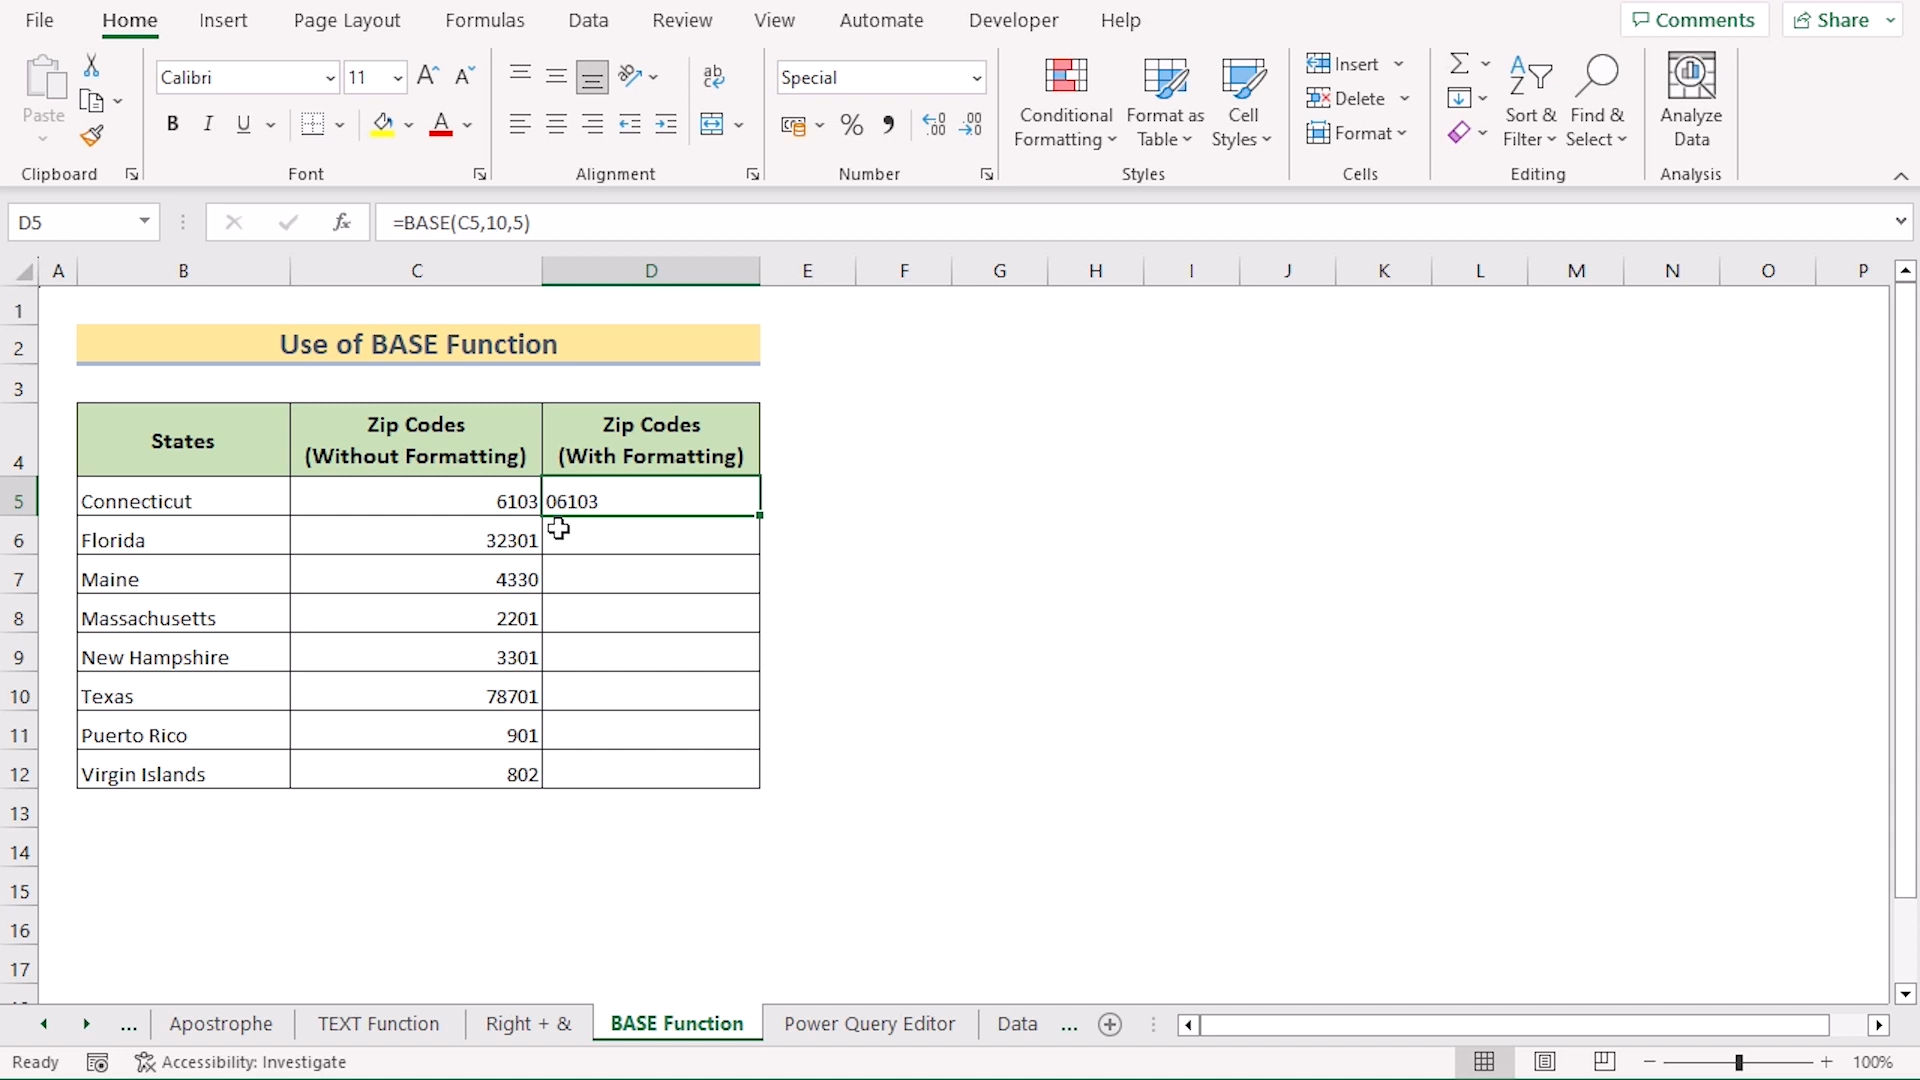 File Home Insert Page Layout Formulas Data Review View Automate Developer Help Comments Share
Calibri 11 Special
Insert
Delete
Format
Paste
Conditional Formatting
Format as Table
Cell Styles
Sort & Filter
Find & Select
Analyze Data
Clipboard Font Alignment Number Styles Cells Editing Analysis
D5 fx =BASE(C5,10,5)
A B C D E F G H I J K L M N O P
1
2 Use of BASE Function
3
4 States Zip Codes (Without Formatting) Zip Codes (With Formatting)
5 Connecticut 6103 06103
6 Florida 32301
7 Maine 4330
8 Massachusetts 2201
9 New Hampshire 3301
10 Texas 78701
11 Puerto Rico 901
12 Virgin Islands 802
13
14
15
16
17
... Apostrophe TEXT Function Right + & BASE Function Power Query Editor Data ...
Ready Accessibility: Investigate 100%